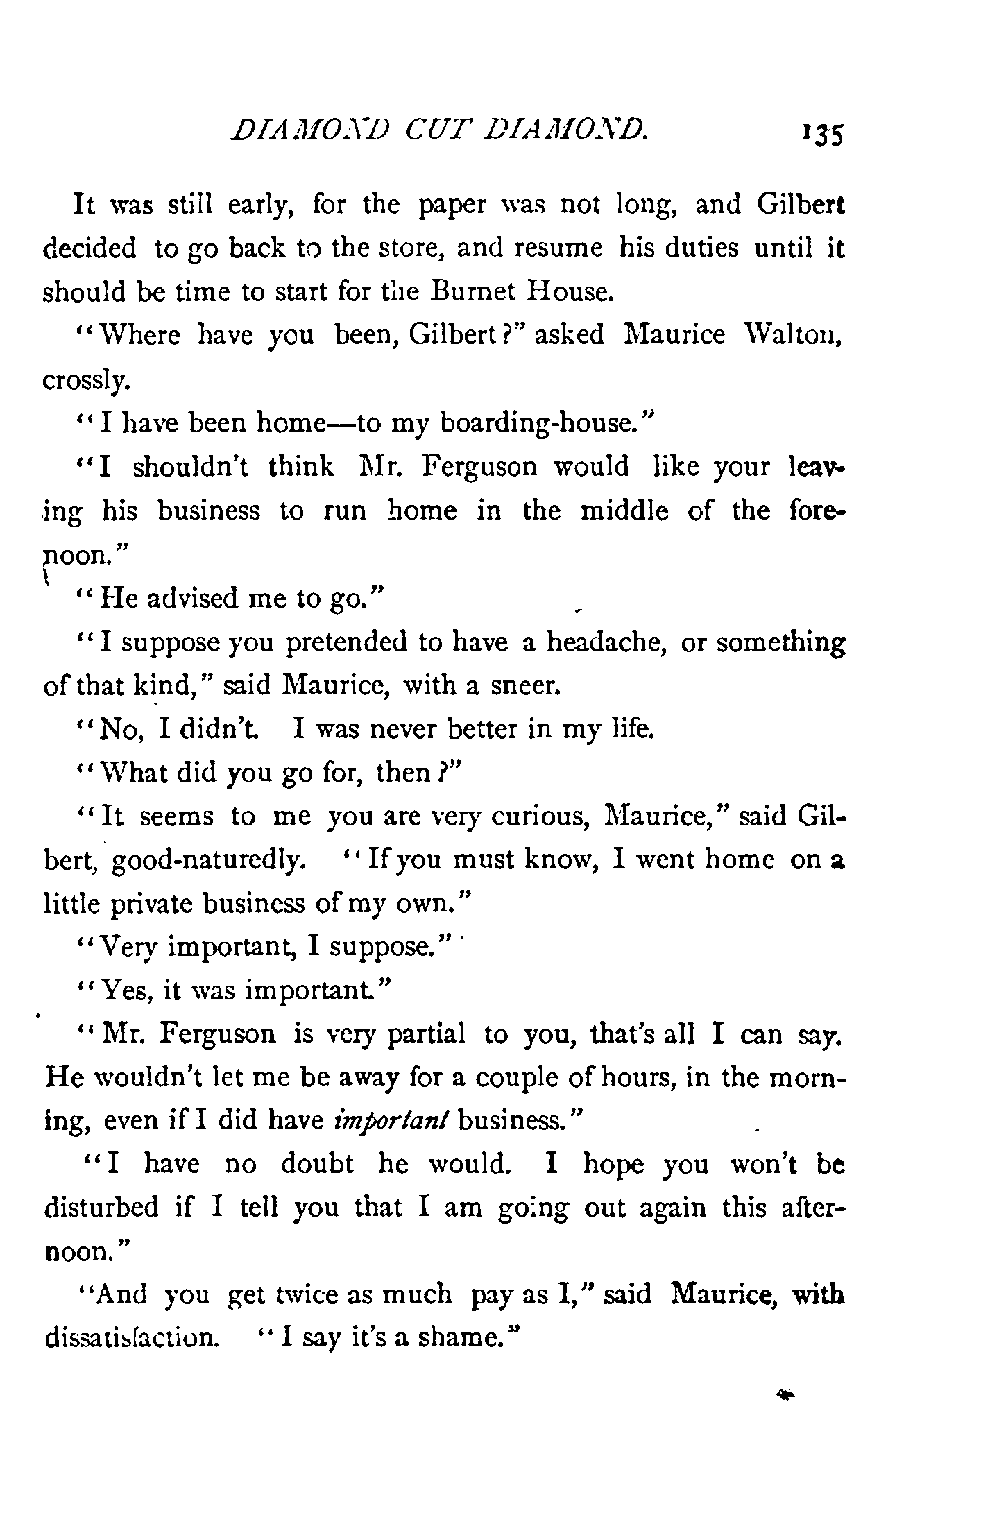 DIAMOND CUT DIAMOND. 135
It was still early, for the paper was not long, and Gilbert
decided to go back to the store, and resume his duties until it
should be time to start for the Burnet House.
"Where have you been, Gilbert?" asked Maurice Walton,
crossly.
"I have been home—to my boarding-house."
"I shouldn't think Mr. Ferguson would like your leav-
ing his business to run home in the middle of the fore-
noon."
"He advised me to go."
"I suppose you pretended to have a headache, or something
of that kind," said Maurice, with a sneer.
"No, I didn't. I was never better in my life.
"What did you go for, then?"
"It seems to me you are very curious, Maurice," said Gil-
bert, good-naturedly. "If you must know, I went home on a
little private business of my own."
"Very important, I suppose."
"Yes, it was important."
"Mr. Ferguson is very partial to you, that's all I can say.
He wouldn't let me be away for a couple of hours, in the morn-
ing, even if I did have important business."
"I have no doubt he would. I hope you won't be
disturbed if I tell you that I am going out again this after-
noon."
"And you get twice as much pay as I," said Maurice, with
dissatisfaction. "I say it's a shame."